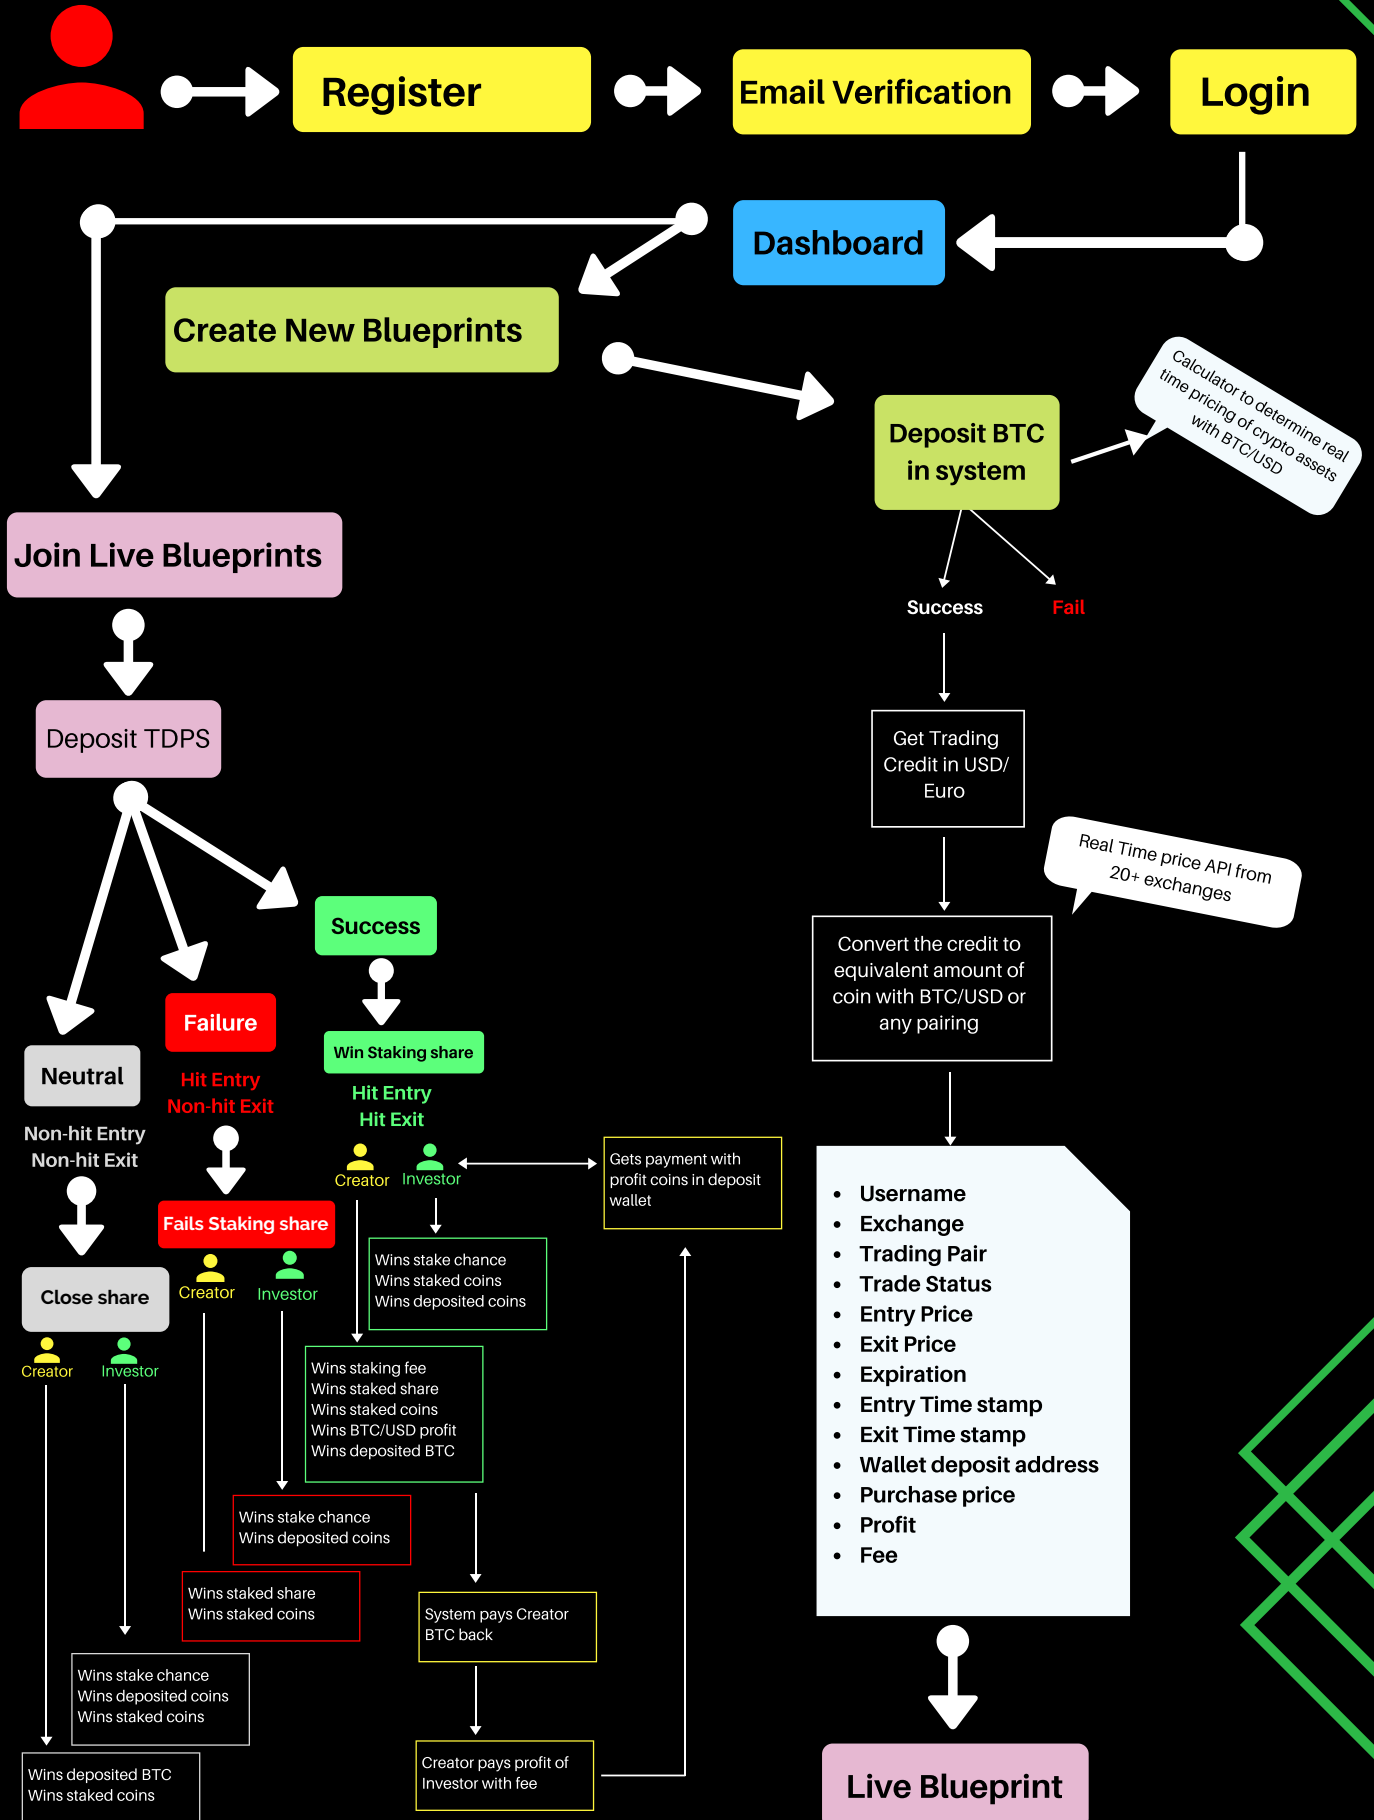 Register
Email Verification
Login
Dashboard
Create New Blueprints
Deposit BTC
in system
Calculator to determine real
time pricing of crypto assets
with BTC/USD
Success
Fail
Get Trading
Credit in USD/
Euro
Real Time price API from
20+ exchanges
Convert the credit to
equivalent amount of
coin with BTC/USD or
any pairing
Username
Exchange
Trading Pair
Trade Status
Entry Price
Exit Price
Expiration
Entry Time stamp
Exit Time stamp
Wallet deposit address
Purchase price
Profit
Fee
Live Blueprint
Join Live Blueprints
Deposit TDPS
Success
Win Staking share
Hit Entry
Hit Exit
Creator
Investor
Gets payment with
profit coins in deposit
wallet
Wins stake chance
Wins staked coins
Wins deposited coins
Wins staking fee
Wins staked share
Wins staked coins
Wins BTC/USD profit
Wins deposited BTC
System pays Creator
BTC back
Creator pays profit of
Investor with fee
Failure
Hit Entry
Non-hit Exit
Fails Staking share
Creator
Investor
Wins stake chance
Wins deposited coins
Wins staked share
Wins staked coins
Neutral
Non-hit Entry
Non-hit Exit
Close share
Creator
Investor
Wins stake chance
Wins deposited coins
Wins staked coins
Wins deposited BTC
Wins staked coins